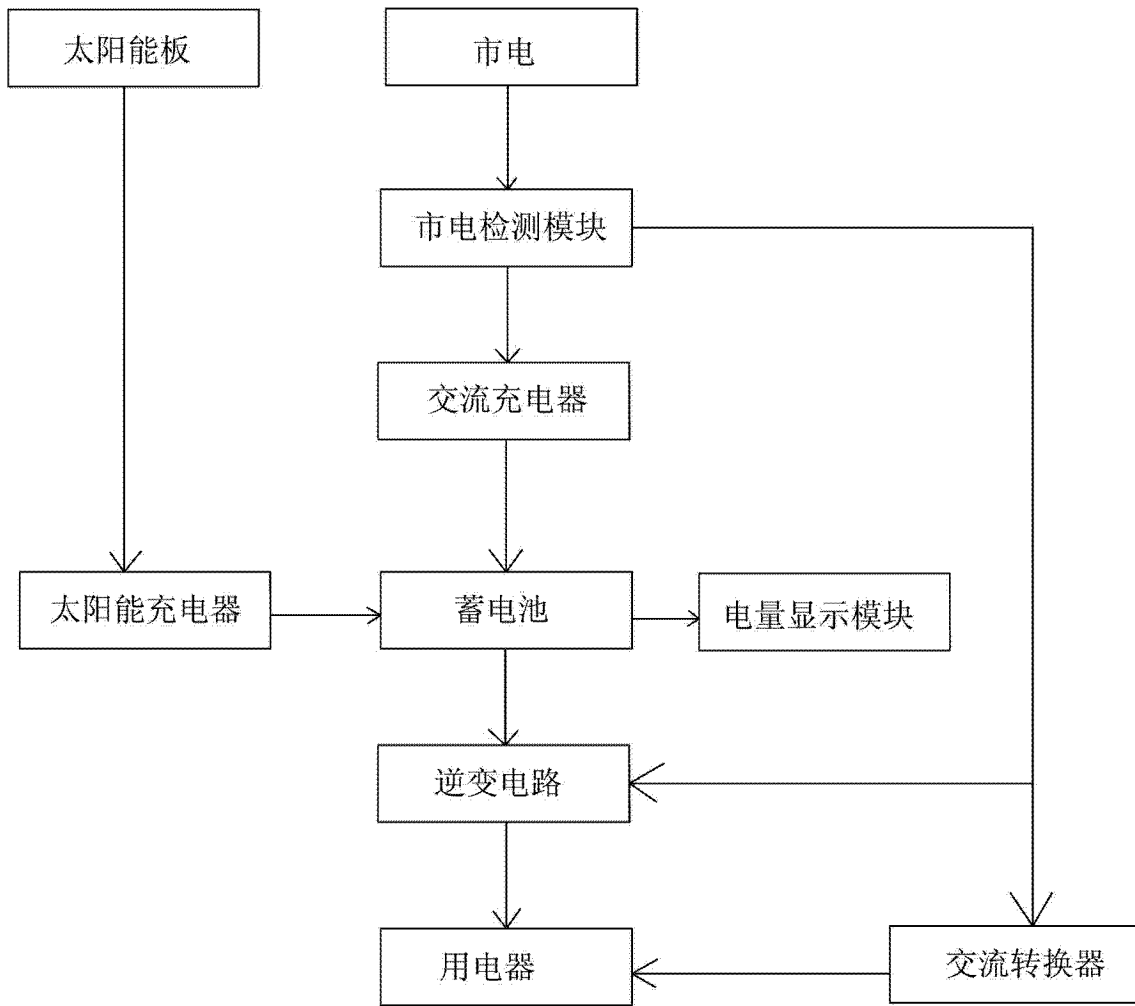 太阳能板
市电
市电检测模块
交流充电器
太阳能充电器
蓄电池
电量显示模块
逆变电路
用电器
交流转换器